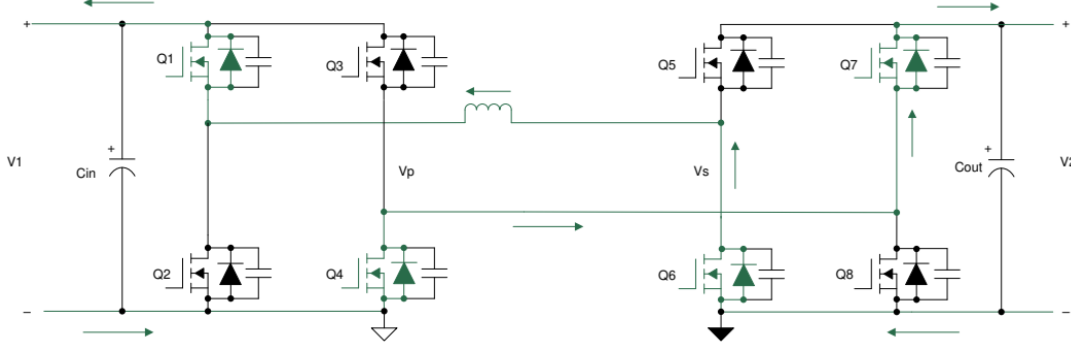 +
+
Q1
Q3
Q5
Q7
+
+
V1
Cin
Vp
Vs
Cout
V2
Q2
Q4
Q6
Q8
–
–